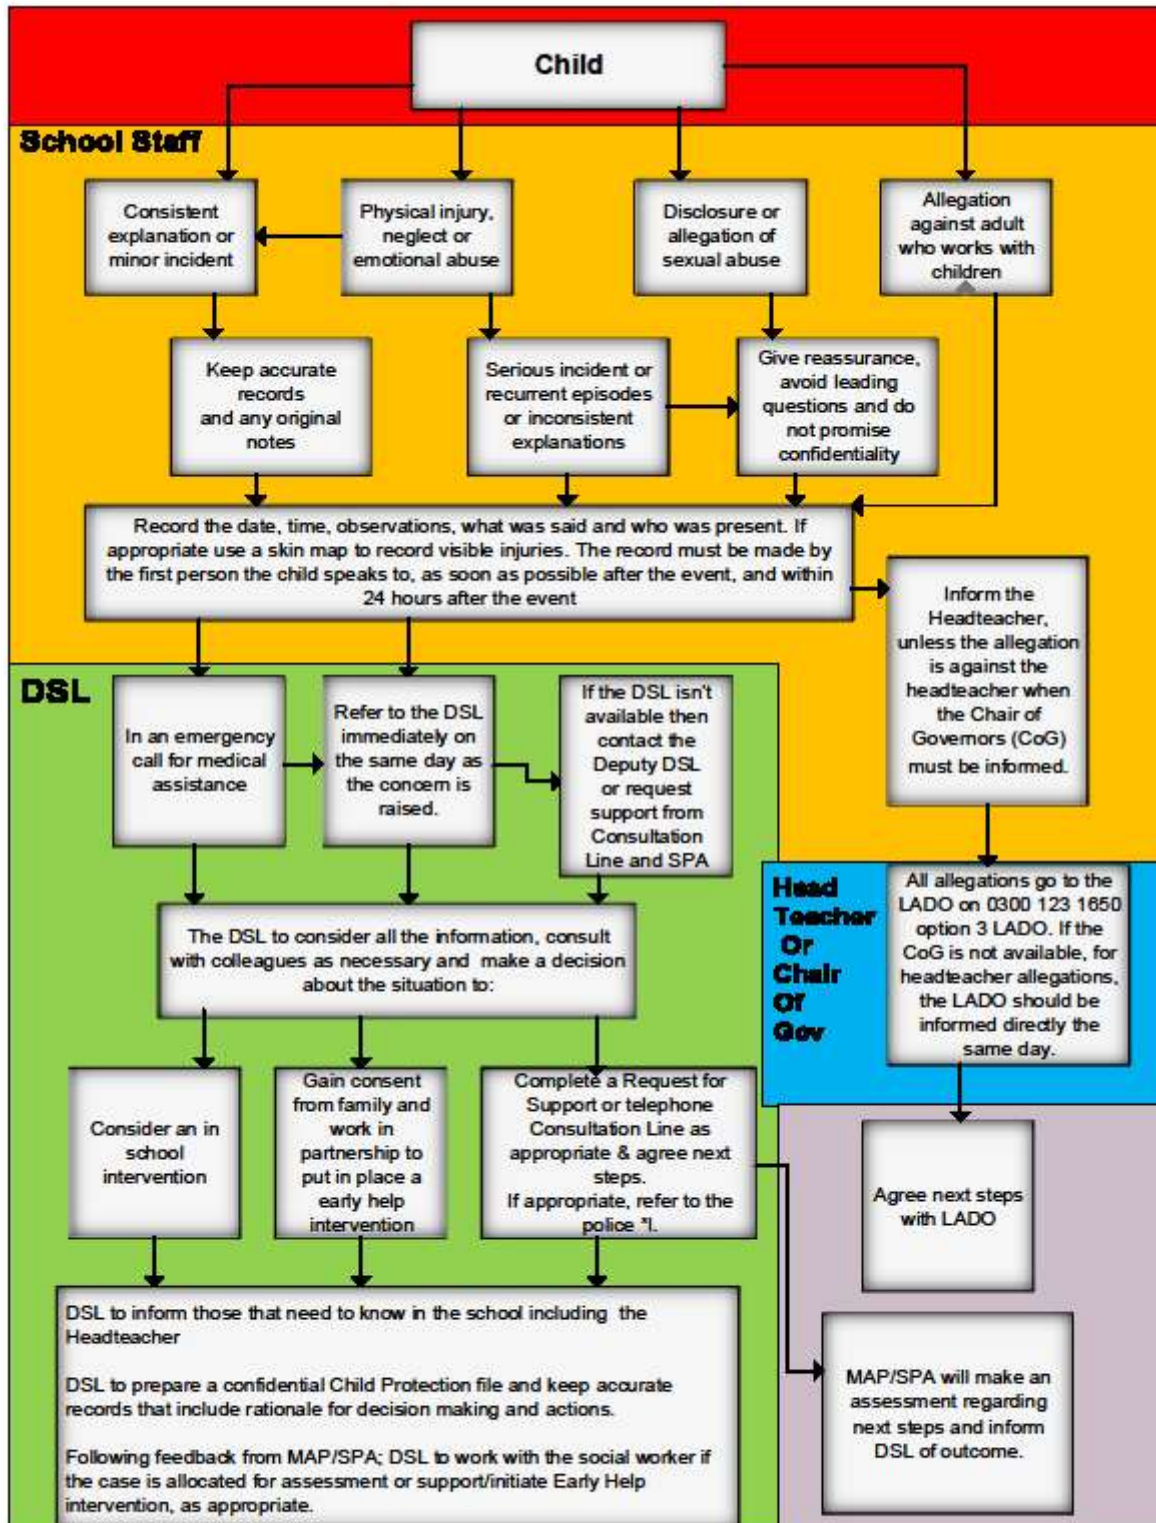 Child
School Staff
Consistent
explanation or
minor incident
Physical injury,
neglect or
emotional abuse
Disclosure or
allegation of
sexual abuse
Allegation
against adult
who works with
children
Keep accurate
records
and any original
notes
Serious incident or
recurrent episodes
or inconsistent
explanations
Give reassurance,
avoid leading
questions and do
not promise
confidentiality
Record the date, time, observations, what was said and who was present. If
appropriate use a skin map to record visible injuries. The record must be made by
the first person the child speaks to, as soon as possible after the event, and within
24 hours after the event
Inform the
Headteacher,
unless the allegation
is against the
headteacher when
the Chair of
Governors (CoG)
must be informed.
DSL
In an emergency
call for medical
assistance
Refer to the DSL
immediately on
the same day as
the concern is
raised.
If the DSL isn't
available then
contact the
Deputy DSL
or request
support from
Consultation
Line and SPA
Head
Teacher
Or
Chair
Of
Gov
All allegations go to the
LADO on 0300 123 1650
option 3 LADO. If the
CoG is not available, for
headteacher allegations,
the LADO should be
informed directly the
same day.
The DSL to consider all the information, consult
with colleagues as necessary and make a decision
about the situation to:
Consider an in
school
intervention
Gain consent
from family and
work in
partnership to
put in place a
early help
intervention
Complete a Request for
Support or telephone
Consultation Line as
appropriate & agree next
steps.
If appropriate, refer to the
police *l.
Agree next steps
with LADO
DSL to inform those that need to know in the school including the
Headteacher
DSL to prepare a confidential Child Protection file and keep accurate
records that include rationale for decision making and actions.
Following feedback from MAP/SPA; DSL to work with the social worker if
the case is allocated for assessment or support/initiate Early Help
intervention, as appropriate.
MAP/SPA will make an
assessment regarding
next steps and inform
DSL of outcome.